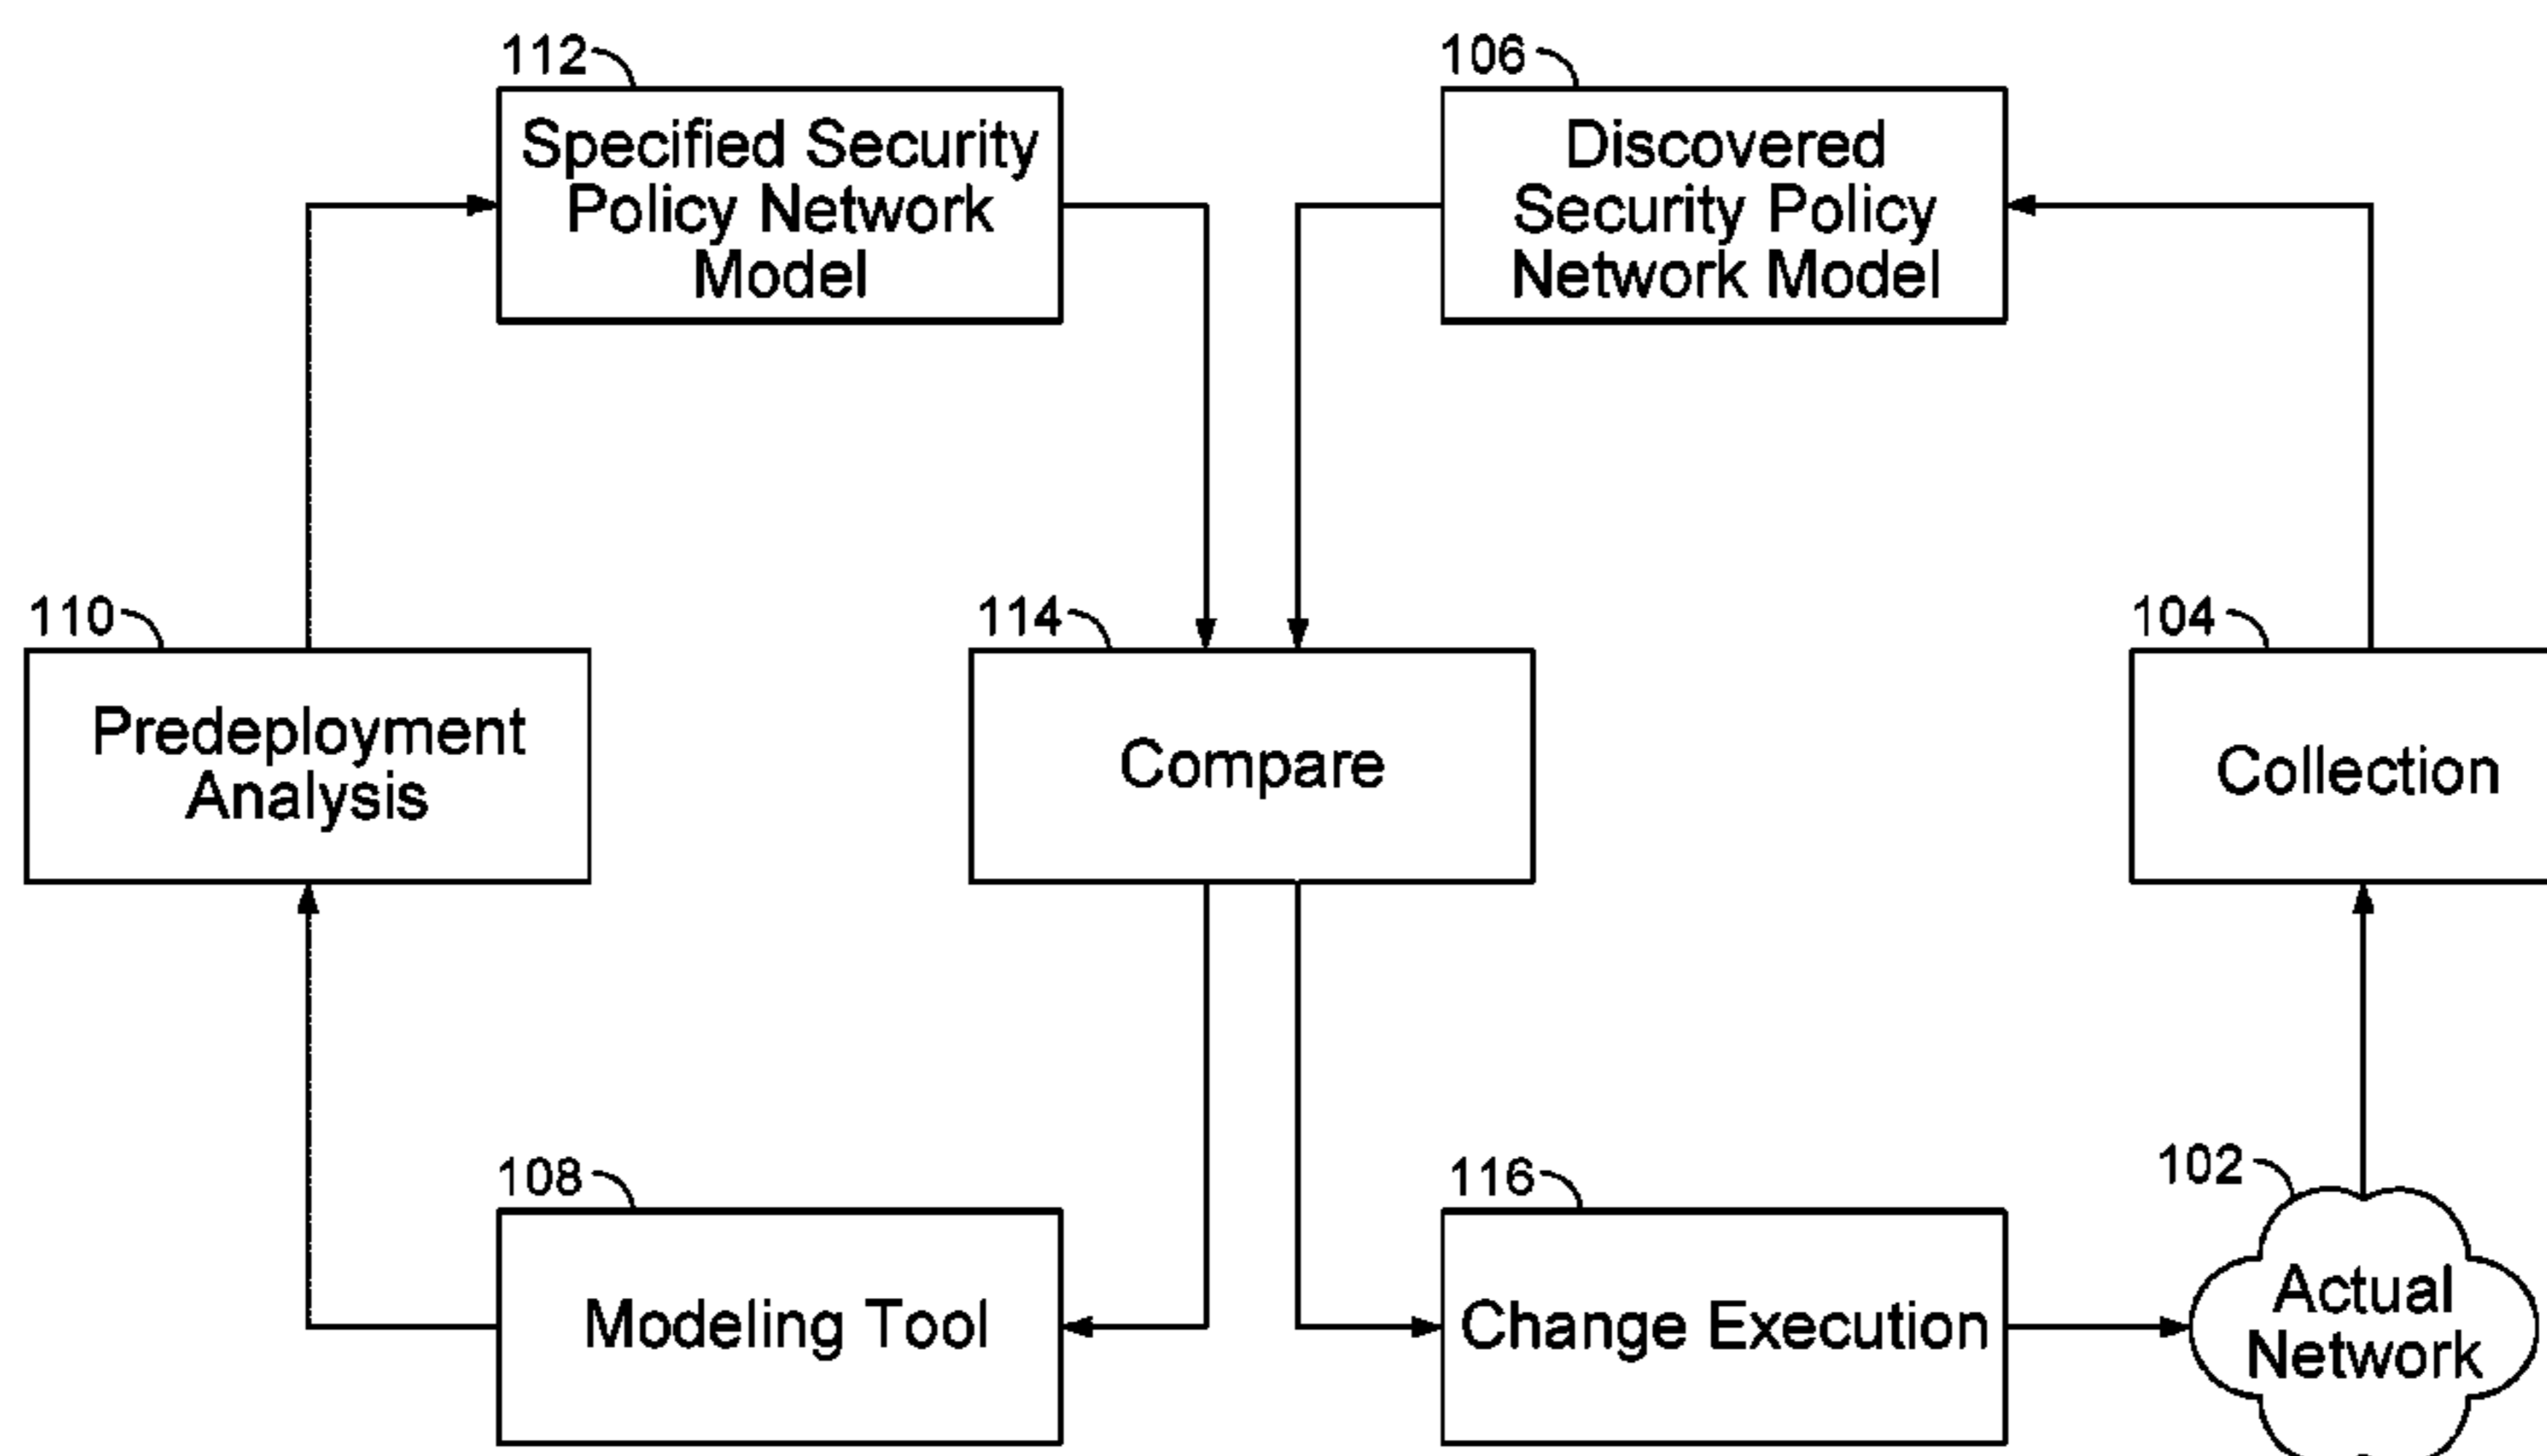 112
Specified Security
Policy Network
Model
106
Discovered
Security Policy
Network Model
110
Predeployment
Analysis
114
Compare
104
Collection
108
Modeling Tool
116
Change Execution
102
Actual
Network